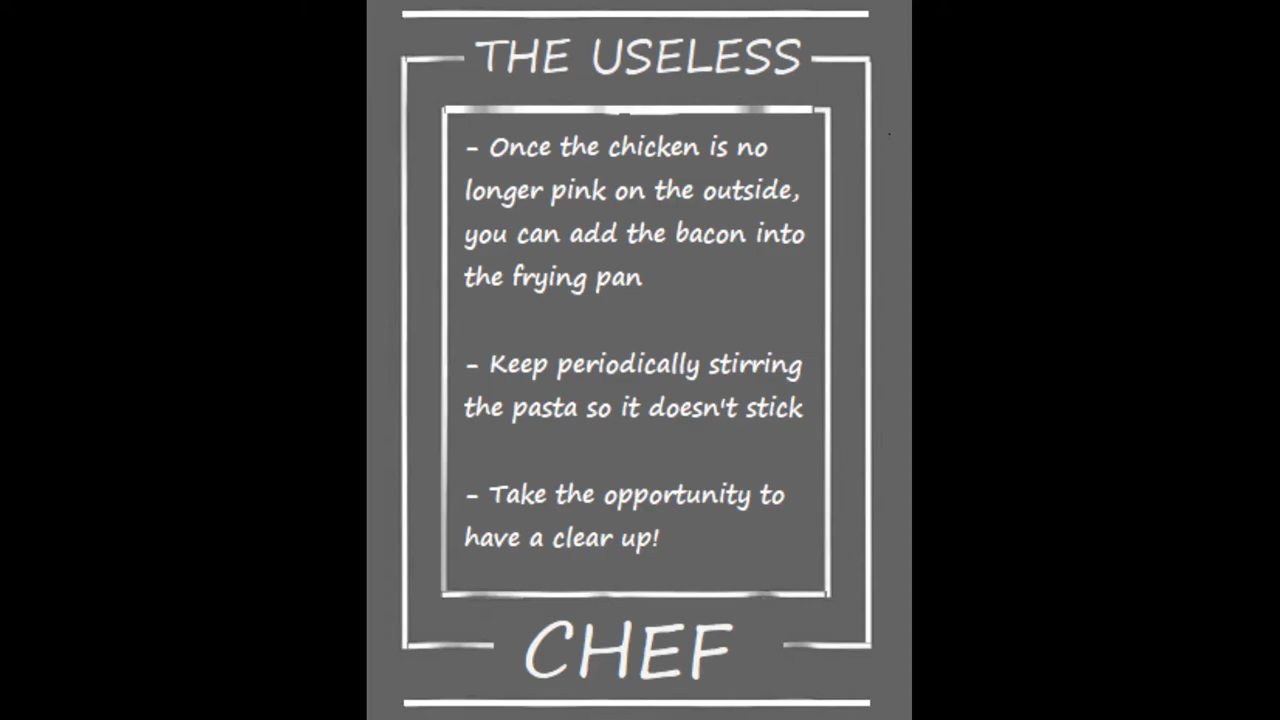 THE USELESS
- Once the chicken is no
longer pink on the outside,
you can add the bacon into
the frying pan
- Keep periodically stirring
the pasta so it doesn't stick
- Take the opportunity to
have a clear up!
CHEF